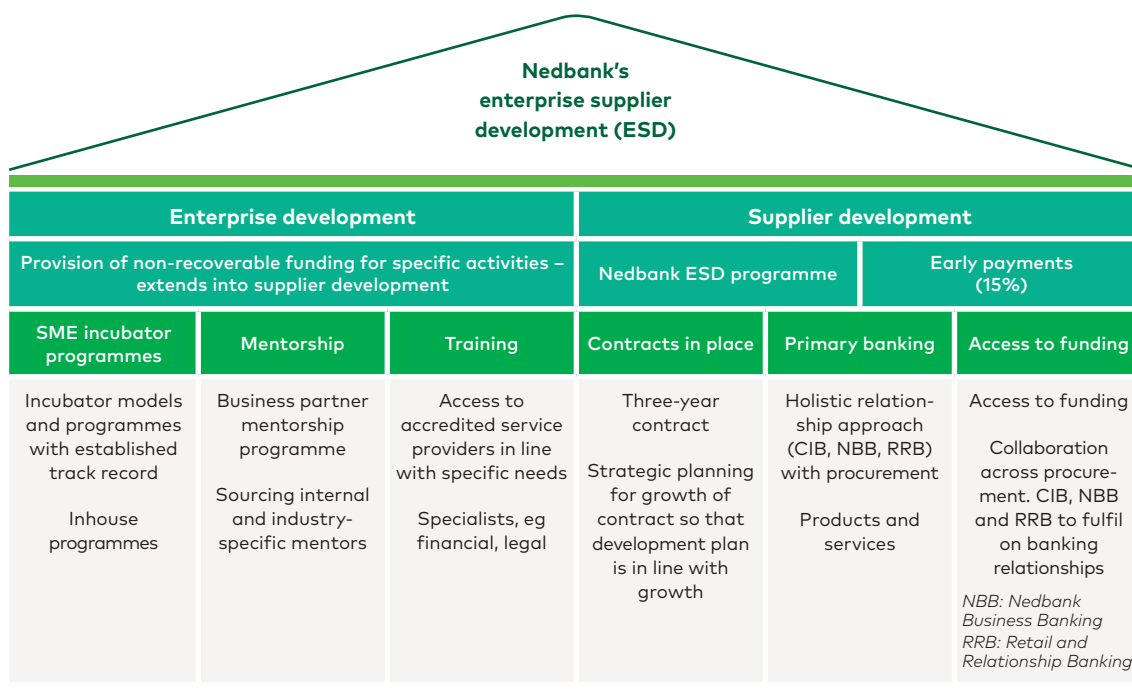 Nedbank's
enterprise supplier
development (ESD)
Enterprise development
Supplier development
Provision of non-recoverable funding for specific activities –
extends into supplier development
Nedbank ESD programme
Early payments
(15%)
SME incubator
programmes
Mentorship
Training
Contracts in place
Primary banking
Access to funding
Incubator models
and programmes
with established
track record
Inhouse
programmes
Business partner
mentorship
programme
Sourcing internal
and industry-
specific mentors
Access to
accredited service
providers in line
with specific needs
Specialists, eg
financial, legal
Three-year
contract
Strategic planning
for growth of
contract so that
development plan
is in line with
growth
Holistic relation-
ship approach
(CIB, NBB, RRB)
with procurement
Products and
services
Access to funding
Collaboration
across procure-
ment. CIB, NBB
and RRB to fulfil
on banking
relationships
NBB: Nedbank
Business Banking
RRB: Retail and
Relationship Banking